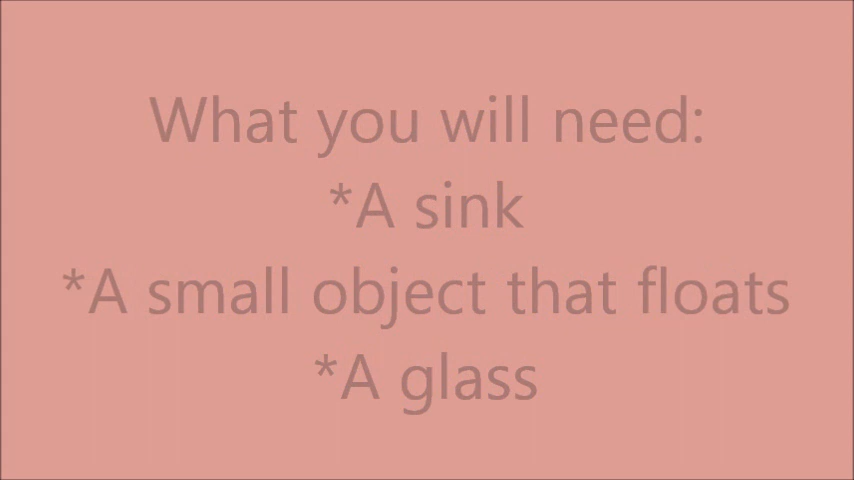 What you will need:
*A sink
*A small object that floats
*A glass